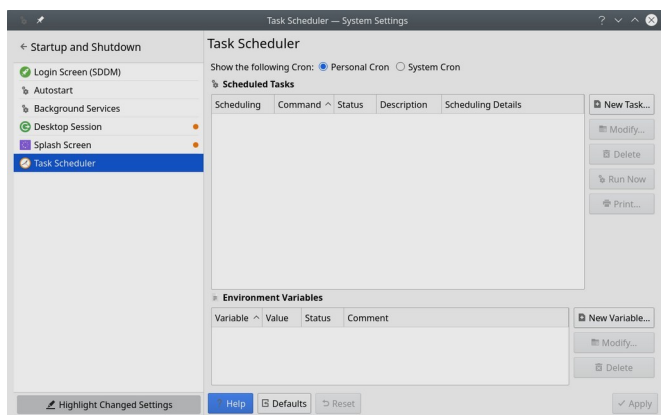 Task Scheduler — System Settings
Startup and Shutdown
Login Screen (SDDM)
Autostart
Background Services
Desktop Session
Splash Screen
Task Scheduler
Highlight Changed Settings
Task Scheduler
Show the following Cron: Personal Cron System Cron
Scheduled Tasks
Scheduling Command Status Description Scheduling Details
New Task...
Modify...
Delete
Run Now
Print...
Environment Variables
Variable Value Status Comment
New Variable...
Modify...
Delete
Help Defaults Reset Apply